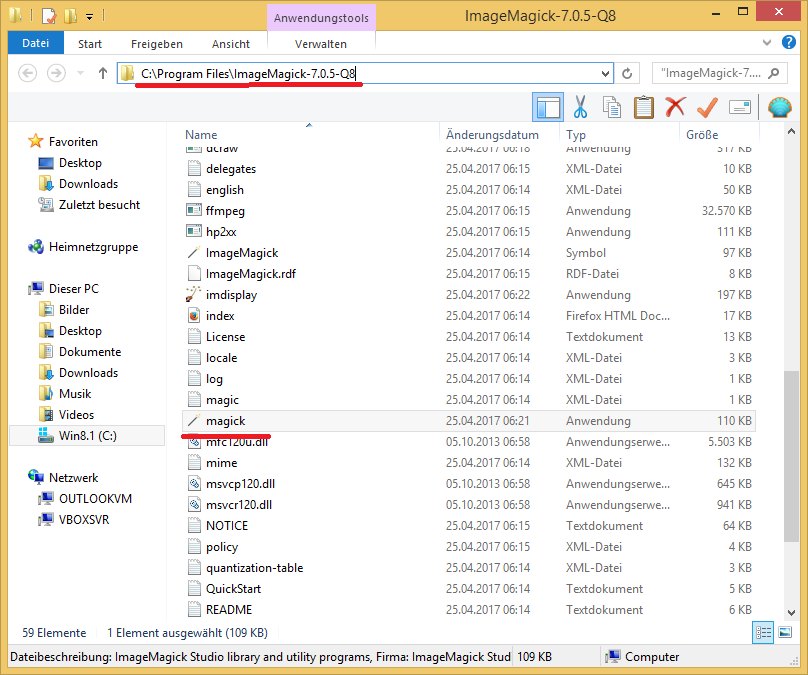 Anwendungstools
ImageMagick-7.0.5-Q8
Datei Start Freigeben Ansicht Verwalten
C:\Program Files\ImageMagick-7.0.5-Q8 "ImageMagick-7....
Favoriten
Desktop
Downloads
Zuletzt besucht
Heimnetzgruppe
Dieser PC
Bilder
Desktop
Dokumente
Downloads
Musik
Videos
Win8.1 (C:)
Netzwerk
OUTLOOKVM
VBOXSVR
Name Änderungsdatum Typ Größe
dcraw 25.04.2017 06:18 Anwendung 317 KB
delegates 25.04.2017 06:15 XML-Datei 10 KB
english 25.04.2017 06:14 XML-Datei 50 KB
ffmpeg 25.04.2017 06:15 Anwendung 32.570 KB
hp2xx 25.04.2017 06:15 Anwendung 111 KB
ImageMagick 25.04.2017 06:14 Symbol 97 KB
ImageMagick.rdf 25.04.2017 06:14 RDF-Datei 8 KB
imdisplay 25.04.2017 06:22 Anwendung 197 KB
index 25.04.2017 06:14 Firefox HTML Doc... 17 KB
License 25.04.2017 06:14 Textdokument 13 KB
locale 25.04.2017 06:14 XML-Datei 3 KB
log 25.04.2017 06:14 XML-Datei 1 KB
magic 25.04.2017 06:14 XML-Datei 1 KB
magick 25.04.2017 06:21 Anwendung 110 KB
mfc120u.dll 05.10.2013 06:58 Anwendungserwe... 5.503 KB
mime 25.04.2017 06:14 XML-Datei 132 KB
msvcp120.dll 05.10.2013 06:58 Anwendungserwe... 645 KB
msvcr120.dll 05.10.2013 06:58 Anwendungserwe... 941 KB
NOTICE 25.04.2017 06:15 Textdokument 64 KB
policy 25.04.2017 06:15 XML-Datei 4 KB
quantization-table 25.04.2017 06:14 XML-Datei 3 KB
QuickStart 25.04.2017 06:14 Textdokument 5 KB
README 25.04.2017 06:14 Textdokument 6 KB
59 Elemente 1 Element ausgewählt (109 KB)
Dateibeschreibung: ImageMagick Studio library and utility programs, Firma: ImageMagick Stud 109 KB Computer